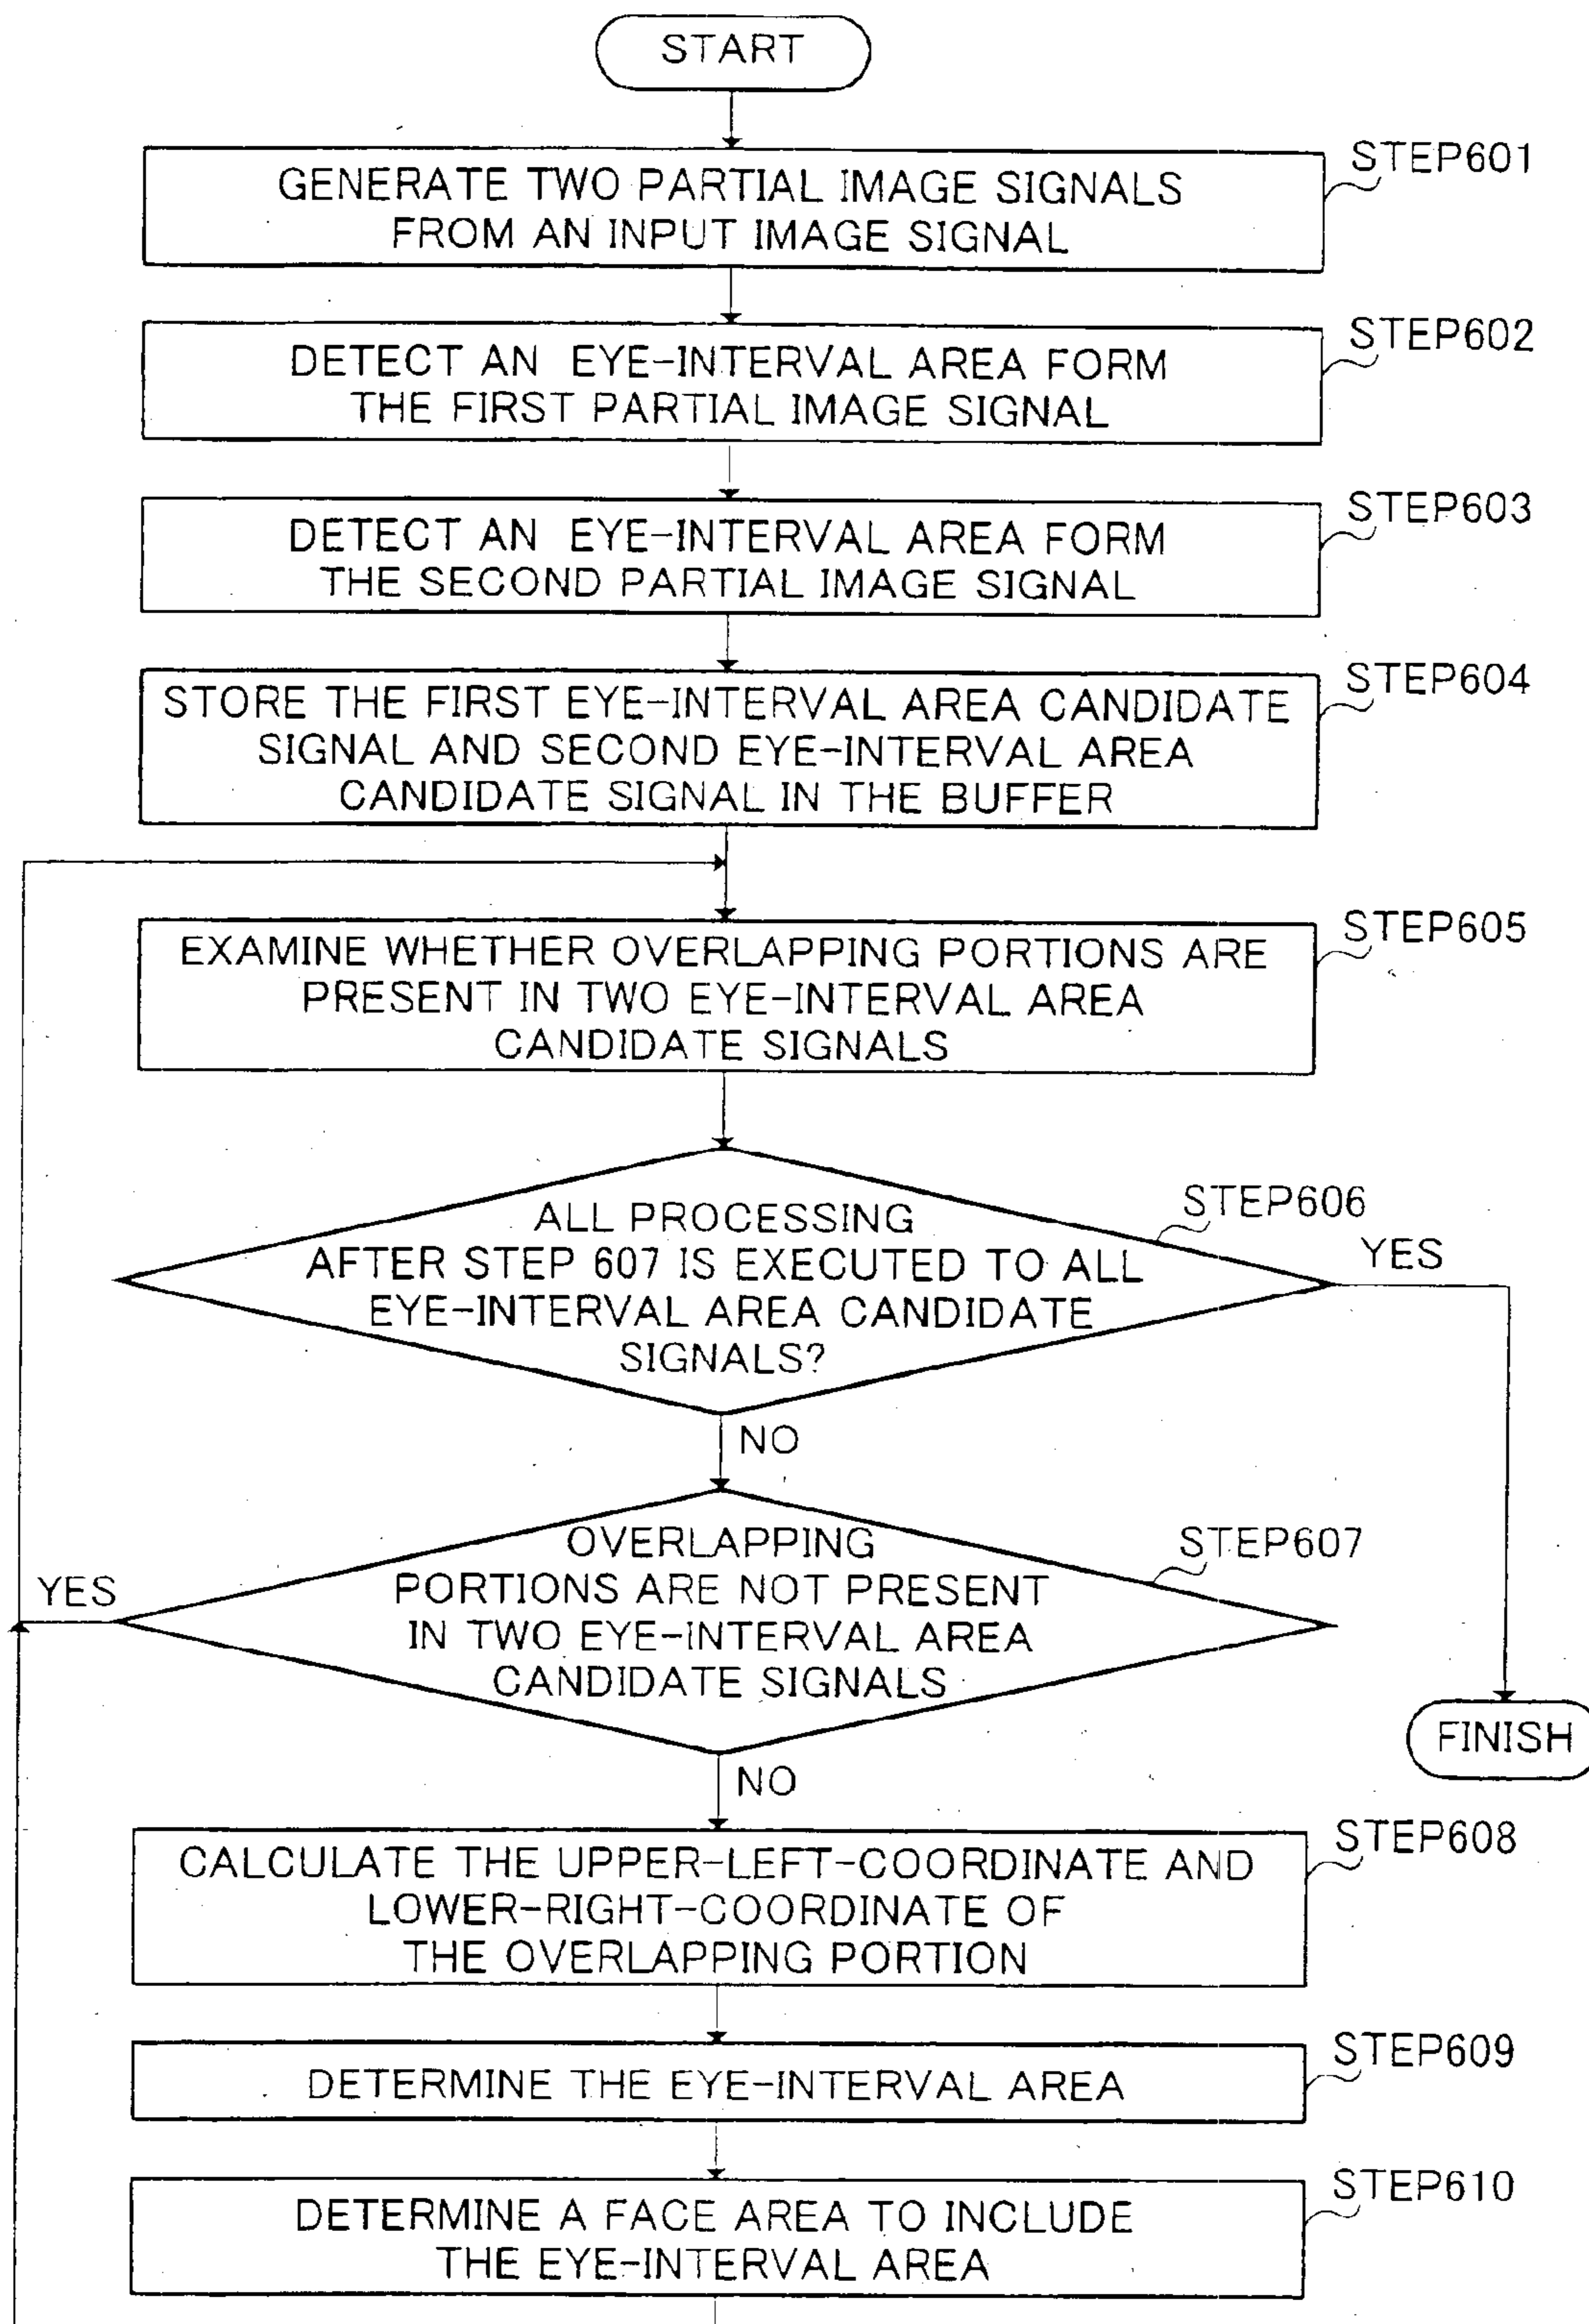 START
STEP601
GENERATE TWO PARTIAL IMAGE SIGNALS
FROM AN INPUT IMAGE SIGNAL
STEP602
DETECT AN EYE-INTERVAL AREA FORM
THE FIRST PARTIAL IMAGE SIGNAL
STEP603
DETECT AN EYE-INTERVAL AREA FORM
THE SECOND PARTIAL IMAGE SIGNAL
STEP604
STORE THE FIRST EYE-INTERVAL AREA CANDIDATE
SIGNAL AND SECOND EYE-INTERVAL AREA
CANDIDATE SIGNAL IN THE BUFFER
STEP605
EXAMINE WHETHER OVERLAPPING PORTIONS ARE
PRESENT IN TWO EYE-INTERVAL AREA
CANDIDATE SIGNALS
STEP606
ALL PROCESSING
AFTER STEP 607 IS EXECUTED TO ALL
EYE-INTERVAL AREA CANDIDATE
SIGNALS?
YES
NO
STEP607
OVERLAPPING
PORTIONS ARE NOT PRESENT
IN TWO EYE-INTERVAL AREA
CANDIDATE SIGNALS
YES
FINISH
NO
STEP608
CALCULATE THE UPPER-LEFT-COORDINATE AND
LOWER-RIGHT-COORDINATE OF
THE OVERLAPPING PORTION
STEP609
DETERMINE THE EYE-INTERVAL AREA
STEP610
DETERMINE A FACE AREA TO INCLUDE
THE EYE-INTERVAL AREA